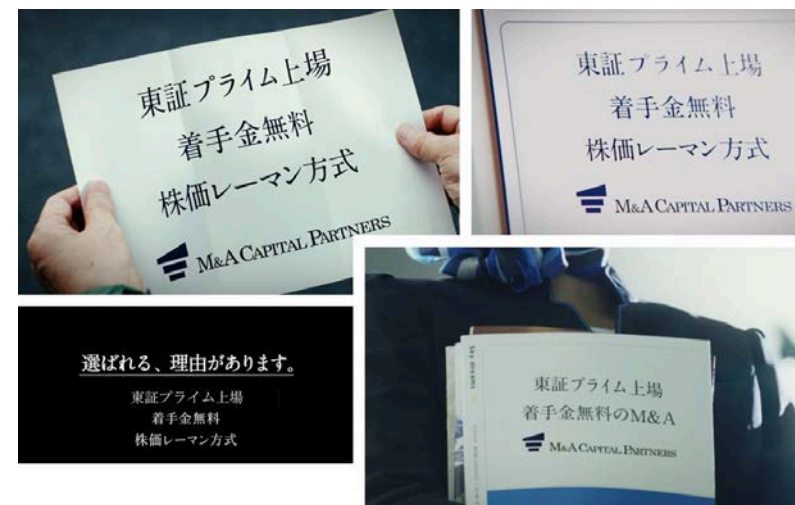 東証プライム上場
着手金無料
株価レーマン方式
M&A CAPITAL PARTNERS
東証プライム上場
着手金無料
株価レーマン方式
M&A CAPITAL PARTNERS
選ばれる、理由があります。
東証プライム上場
着手金無料
株価レーマン方式
Sky dreams
東証プライム上場
着手金無料のM&A
M&A CAPITAL PARTNERS